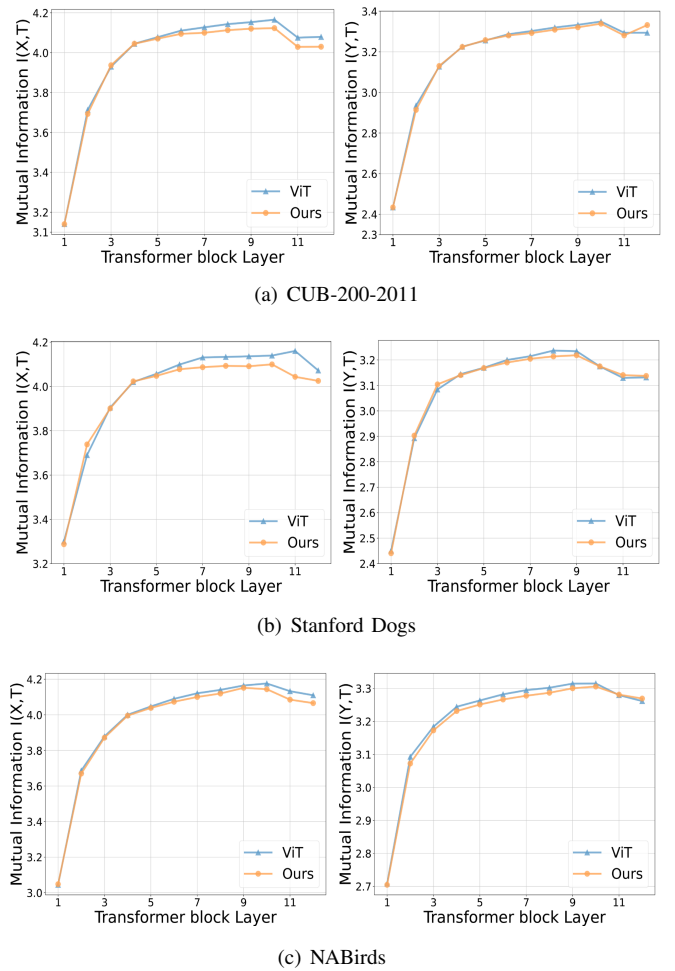 Mutual Information I(X,T)
4.2
4.0
3.8
3.6
3.4
3.2
3.1
1 3 5 7 9 11
Transformer block Layer
ViT
Ours
Mutual Information I(Y,T)
3.4
3.2
3.0
2.8
2.6
2.4
2.3
1 3 5 7 9 11
Transformer block Layer
ViT
Ours
(a) CUB-200-2011
Mutual Information I(X,T)
4.2
4.0
3.8
3.6
3.4
3.2
1 3 5 7 9 11
Transformer block Layer
ViT
Ours
Mutual Information I(Y,T)
3.2
3.1
3.0
2.9
2.8
2.7
2.6
2.5
2.4
1 3 5 7 9 11
Transformer block Layer
ViT
Ours
(b) Stanford Dogs
Mutual Information I(X,T)
4.2
4.0
3.8
3.6
3.4
3.2
3.0
1 3 5 7 9 11
Transformer block Layer
ViT
Ours
Mutual Information I(Y,T)
3.3
3.2
3.1
3.0
2.9
2.8
2.7
1 3 5 7 9 11
Transformer block Layer
ViT
Ours
(c) NABirds